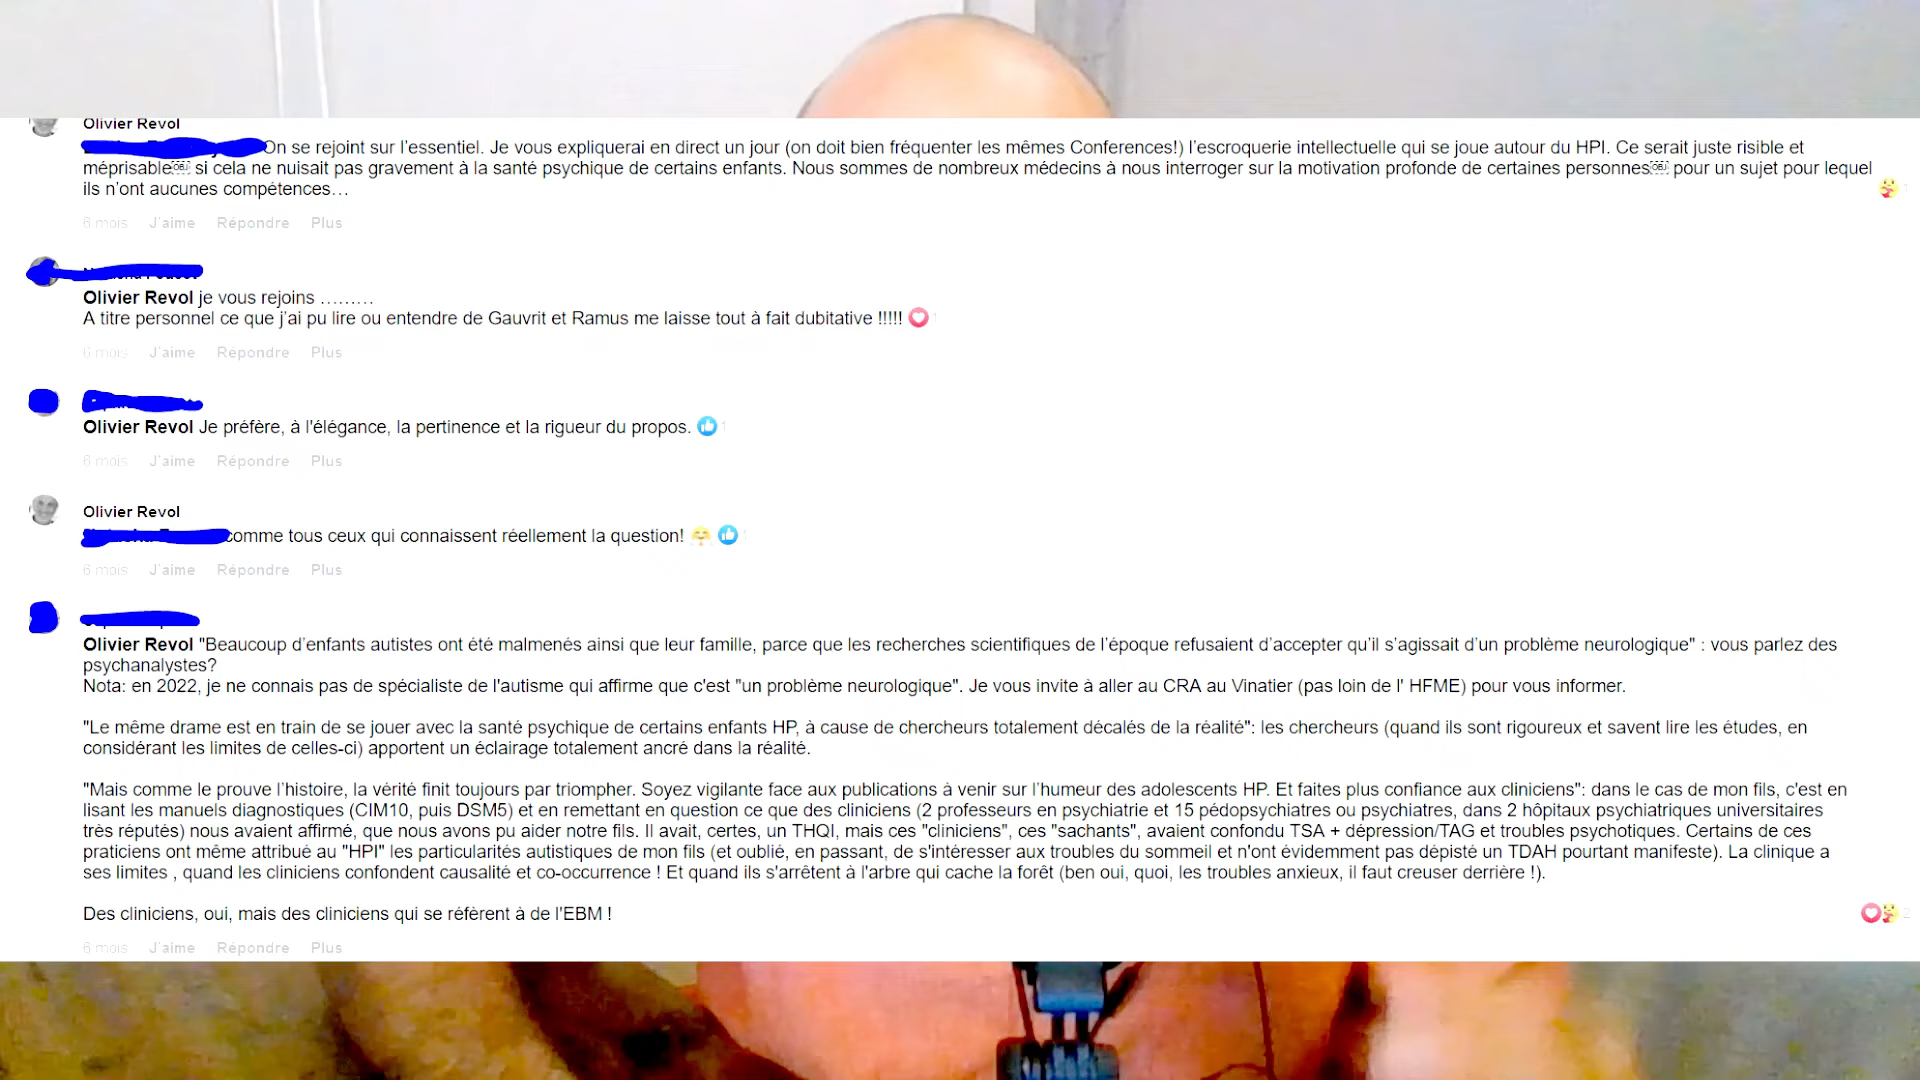 Olivier Revol
On se rejoint sur l'essentiel. Je vous expliquerai en direct un jour (on doit bien fréquenter les mêmes Conferences!) l'escroquerie intellectuelle qui se joue autour du HPI. Ce serait juste risible et
méprisable si cela ne nuisait pas gravement à la santé psychique de certains enfants. Nous sommes de nombreux médecins à nous interroger sur la motivation profonde de certaines personnes pour un sujet pour lequel
ils n'ont aucunes compétences…
6 mois J'aime Répondre Plus
Olivier Revol je vous rejoins ………
A titre personnel ce que j'ai pu lire ou entendre de Gauvrit et Ramus me laisse tout à fait dubitative !!!!!
6 mois J'aime Répondre Plus
Olivier Revol Je préfère, à l'élégance, la pertinence et la rigueur du propos. 1
6 mois J'aime Répondre Plus
Olivier Revol
comme tous ceux qui connaissent réellement la question!
6 mois J'aime Répondre Plus
Olivier Revol "Beaucoup d'enfants autistes ont été malmenés ainsi que leur famille, parce que les recherches scientifiques de l'époque refusaient d'accepter qu'il s'agissait d'un problème neurologique" : vous parlez des
psychanalystes?
Nota: en 2022, je ne connais pas de spécialiste de l'autisme qui affirme que c'est "un problème neurologique". Je vous invite à aller au CRA au Vinatier (pas loin de l' HFME) pour vous informer.
"Le même drame est en train de se jouer avec la santé psychique de certains enfants HP, à cause de chercheurs totalement décalés de la réalité": les chercheurs (quand ils sont rigoureux et savent lire les études, en
considérant les limites de celles-ci) apportent un éclairage totalement ancré dans la réalité.
"Mais comme le prouve l'histoire, la vérité finit toujours par triompher. Soyez vigilante face aux publications à venir sur l'humeur des adolescents HP. Et faites plus confiance aux cliniciens": dans le cas de mon fils, c'est en
lisant les manuels diagnostiques (CIM10, puis DSM5) et en remettant en question ce que des cliniciens (2 professeurs en psychiatrie et 15 pédopsychiatres ou psychiatres, dans 2 hôpitaux psychiatriques universitaires
très réputés) nous avaient affirmé, que nous avons pu aider notre fils. Il avait, certes, un THQI, mais ces "cliniciens", ces "sachants", avaient confondu TSA + dépression/TAG et troubles psychotiques. Certains de ces
praticiens ont même attribué au "HPI" les particularités autistiques de mon fils (et oublié, en passant, de s'intéresser aux troubles du sommeil et n'ont évidemment pas dépisté un TDAH pourtant manifeste). La clinique a
ses limites , quand les cliniciens confondent causalité et co-occurrence ! Et quand ils s'arrêtent à l'arbre qui cache la forêt (ben oui, quoi, les troubles anxieux, il faut creuser derrière !).
Des cliniciens, oui, mais des cliniciens qui se réfèrent à de l'EBM !
2
6 mois J'aime Répondre Plus